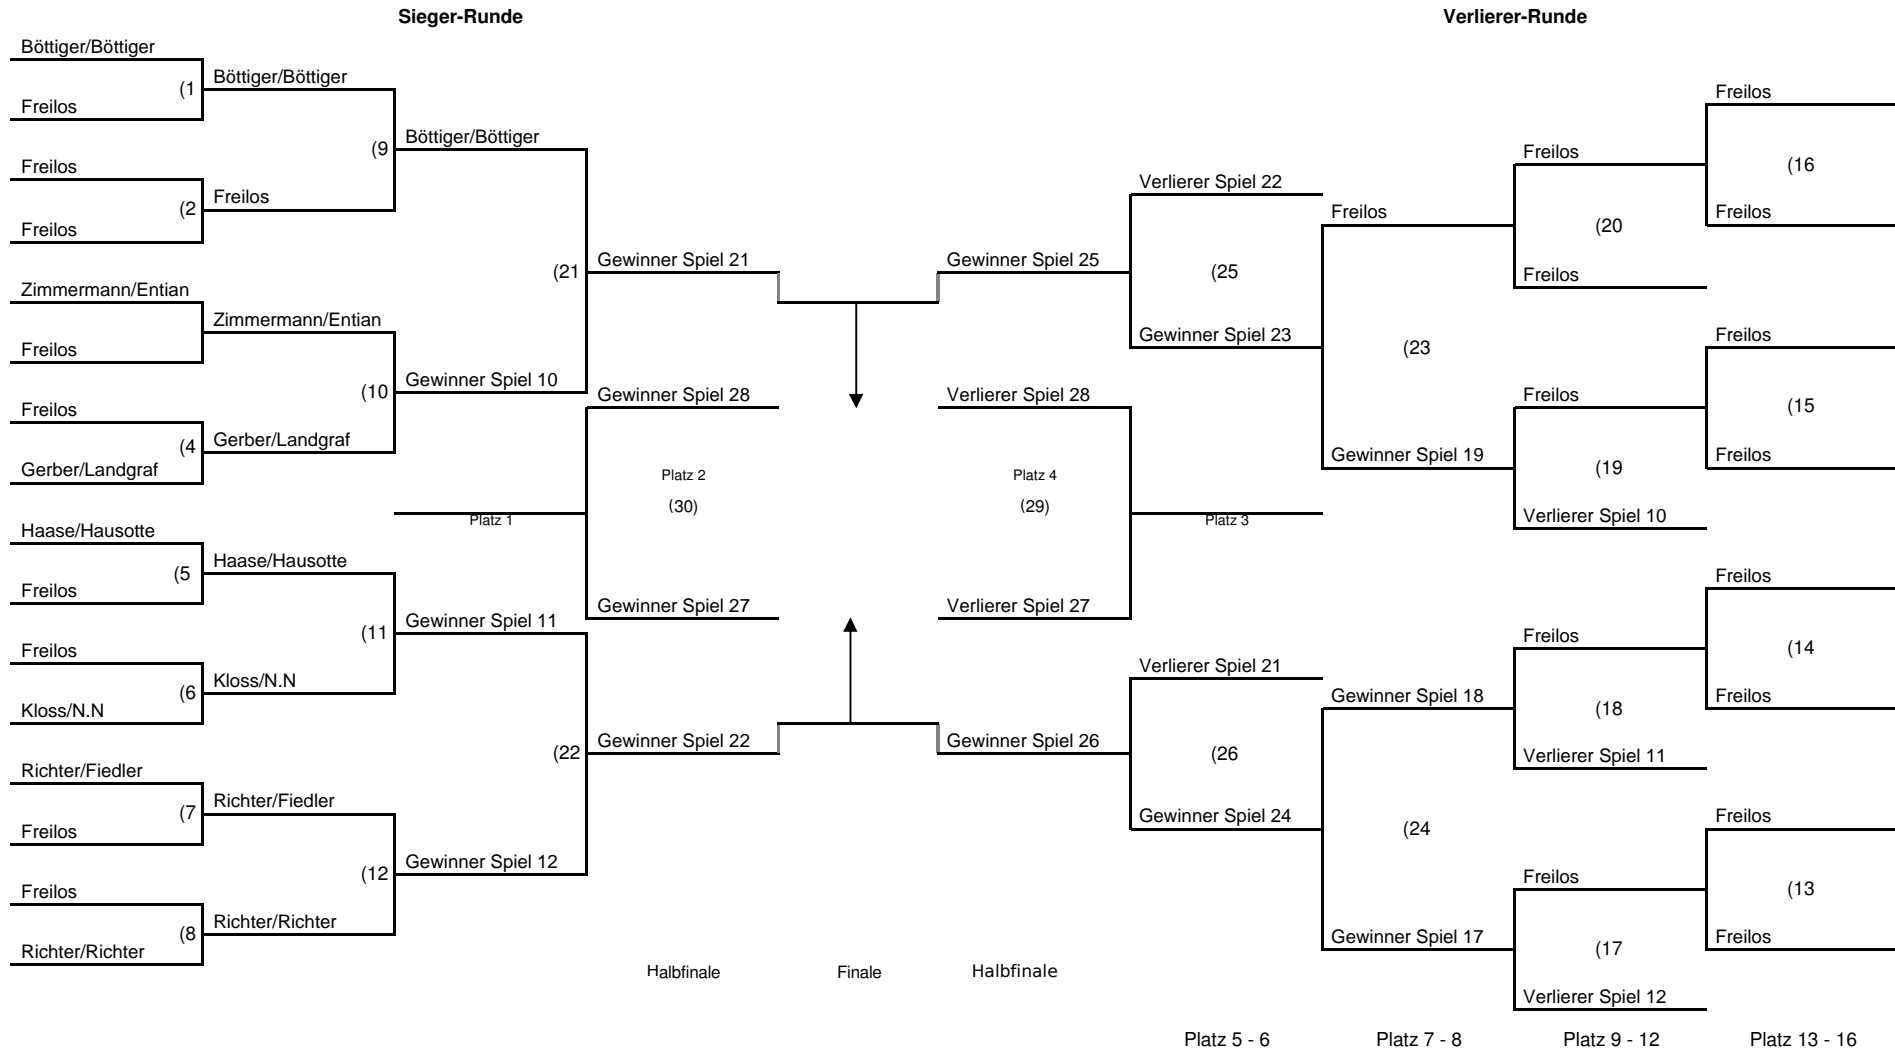 Sieger-Runde
Verlierer-Runde
Böttiger/Böttiger
(1
Freilos
Freilos
(2
Freilos
Zimmermann/Entian
Freilos
Freilos
(4
Gerber/Landgraf
Haase/Hausotte
(5
Freilos
Freilos
(6
Kloss/N.N
Richter/Fiedler
(7
Freilos
Freilos
(8
Richter/Richter
Böttiger/Böttiger
(9
Freilos
Zimmermann/Entian
(10
Gerber/Landgraf
Haase/Hausotte
(11
Kloss/N.N
Richter/Fiedler
(12
Richter/Richter
Böttiger/Böttiger
(21
Gewinner Spiel 10
Platz 1
Gewinner Spiel 11
(22
Gewinner Spiel 12
Gewinner Spiel 21
Gewinner Spiel 28
Platz 2
(30)
Gewinner Spiel 27
Gewinner Spiel 22
Halbfinale
Finale
Gewinner Spiel 25
Verlierer Spiel 28
Platz 4
(29)
Verlierer Spiel 27
Gewinner Spiel 26
Halbfinale
Verlierer Spiel 22
(25
Gewinner Spiel 23
Platz 3
Verlierer Spiel 21
(26
Gewinner Spiel 24
Platz 5 - 6
Freilos
(23
Gewinner Spiel 19
Gewinner Spiel 18
(24
Gewinner Spiel 17
Platz 7 - 8
Freilos
(20
Freilos
Freilos
(19
Verlierer Spiel 10
Freilos
(18
Verlierer Spiel 11
Freilos
(17
Verlierer Spiel 12
Platz 9 - 12
Freilos
(16
Freilos
Freilos
(15
Freilos
Freilos
(14
Freilos
Freilos
(13
Freilos
Platz 13 - 16